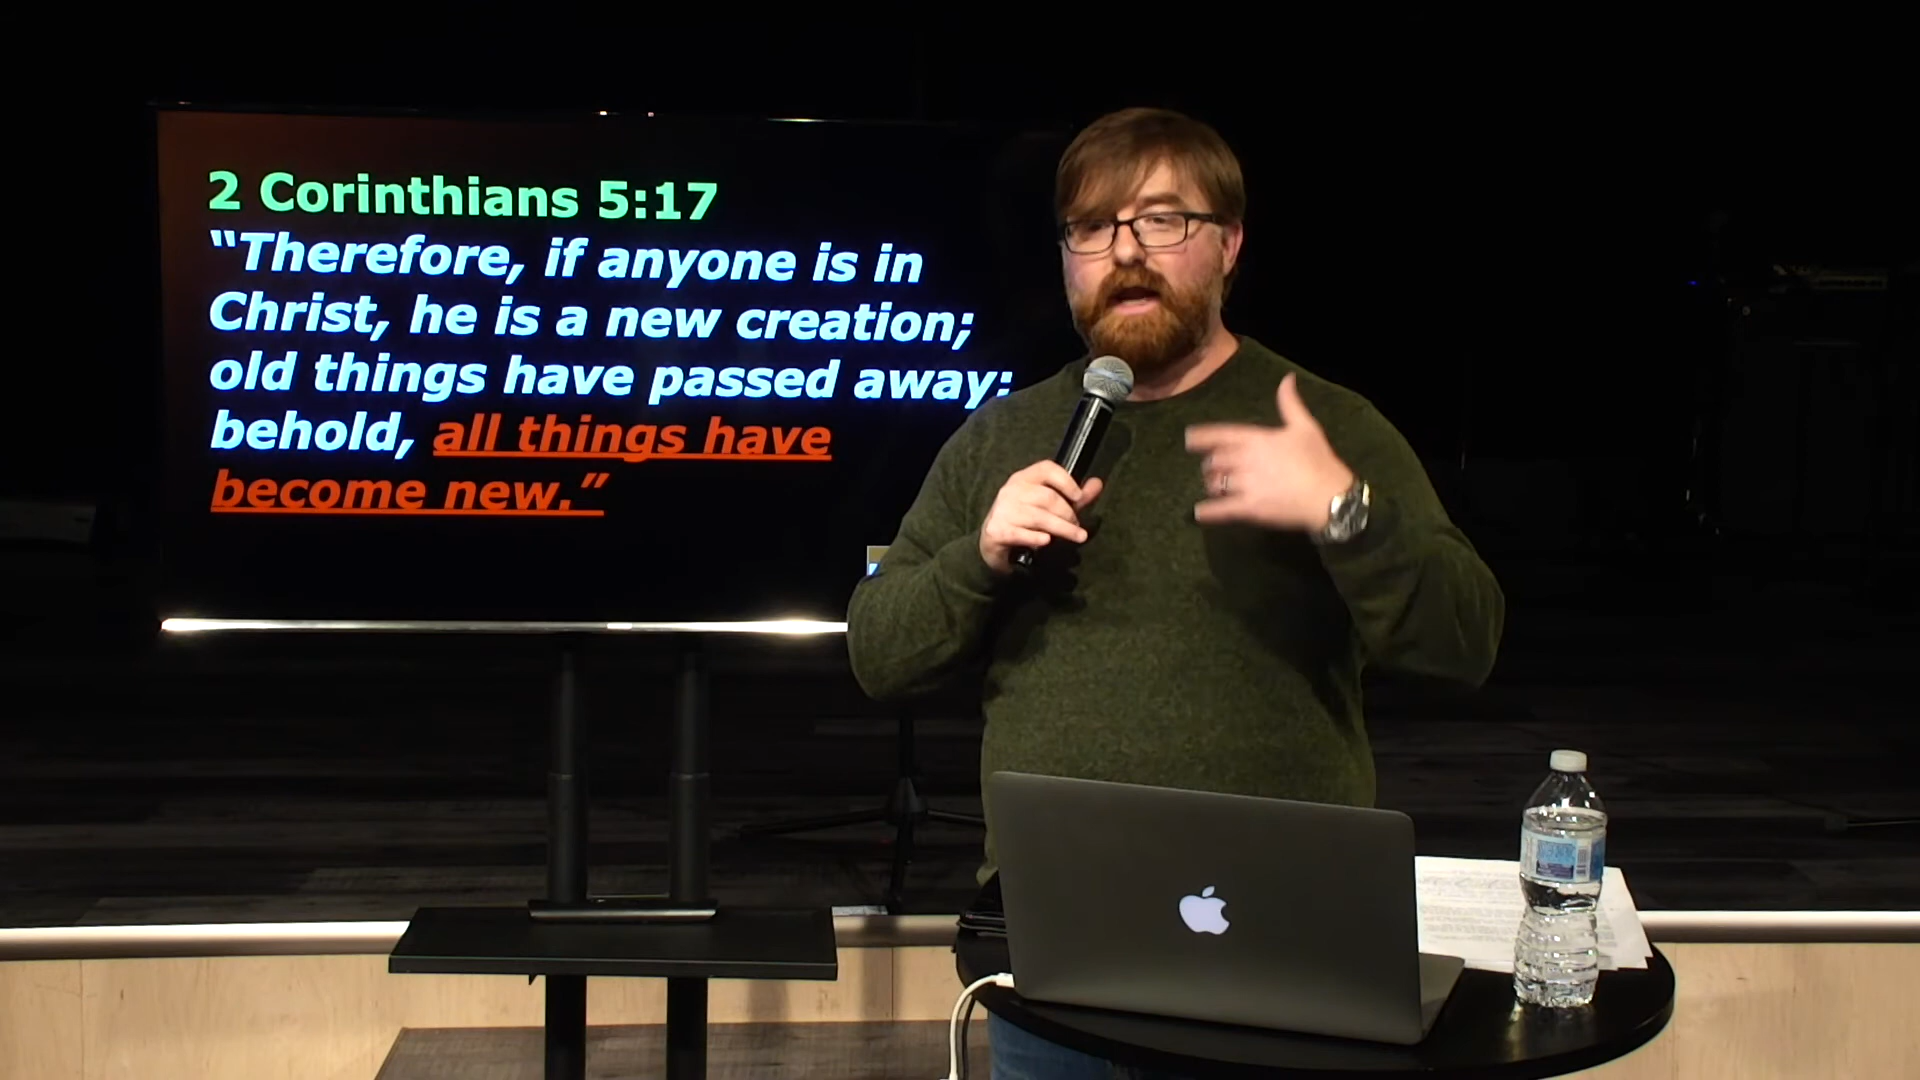 2 Corinthians 5:17
“Therefore, if anyone is in
Christ, he is a new creation;
old things have passed away;
behold, all things have
become new.”